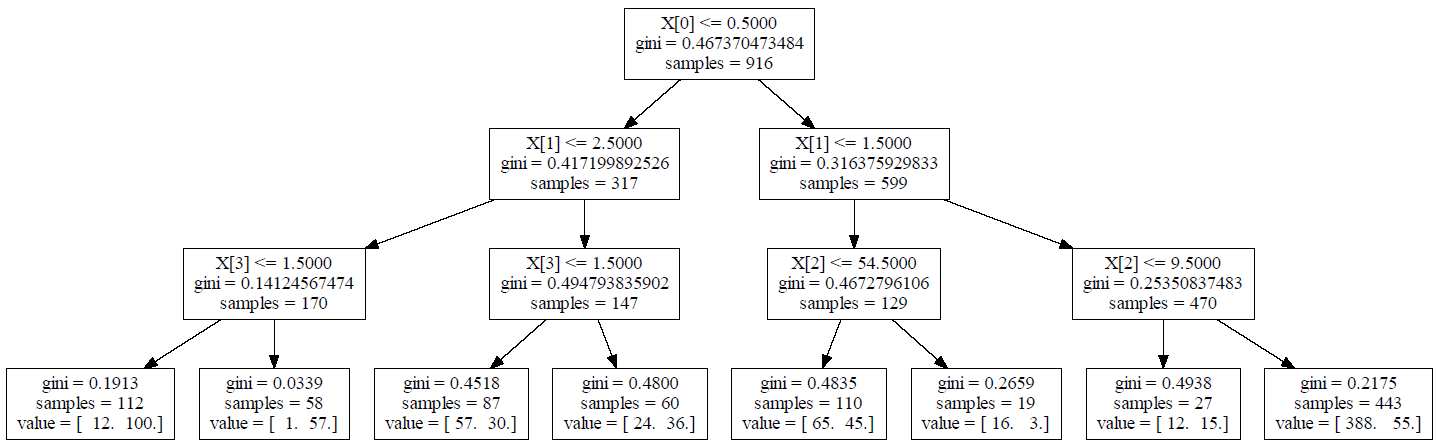 X[0] <= 0.5000
gini = 0.467370473484
samples = 916
X[1] <= 2.5000
gini = 0.417199892526
samples = 317
X[1] <= 1.5000
gini = 0.316375929833
samples = 599
X[3] <= 1.5000
gini = 0.14124567474
samples = 170
X[3] <= 1.5000
gini = 0.494793835902
samples = 147
X[2] <= 54.5000
gini = 0.4672796106
samples = 129
X[2] <= 9.5000
gini = 0.25350837483
samples = 470
gini = 0.1913
samples = 112
value = [ 12. 100.]
gini = 0.0339
samples = 58
value = [ 1. 57.]
gini = 0.4518
samples = 87
value = [ 57. 30.]
gini = 0.4800
samples = 60
value = [ 24. 36.]
gini = 0.4835
samples = 110
value = [ 65. 45.]
gini = 0.2659
samples = 19
value = [ 16. 3.]
gini = 0.4938
samples = 27
value = [ 12. 15.]
gini = 0.2175
samples = 443
value = [ 388. 55.]